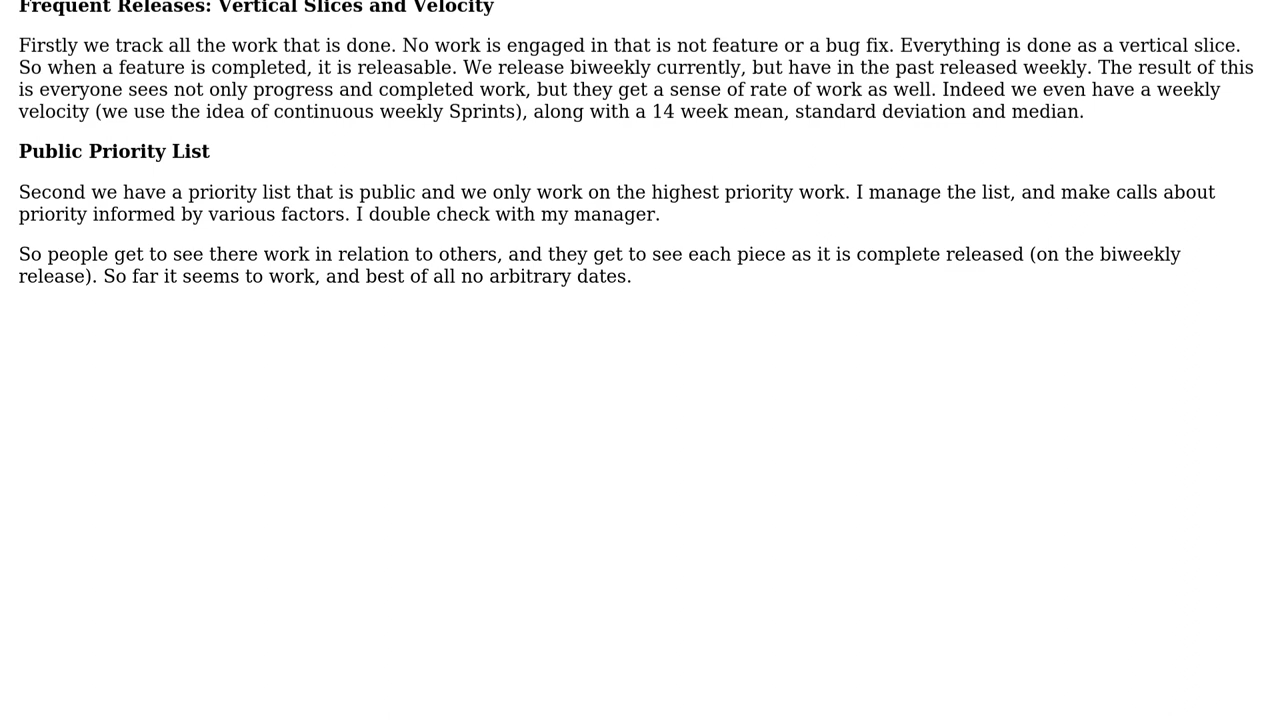 Frequent Releases: Vertical Slices and Velocity
Firstly we track all the work that is done. No work is engaged in that is not feature or a bug fix. Everything is done as a vertical slice.
So when a feature is completed, it is releasable. We release biweekly currently, but have in the past released weekly. The result of this
is everyone sees not only progress and completed work, but they get a sense of rate of work as well. Indeed we even have a weekly
velocity (we use the idea of continuous weekly Sprints), along with a 14 week mean, standard deviation and median.
Public Priority List
Second we have a priority list that is public and we only work on the highest priority work. I manage the list, and make calls about
priority informed by various factors. I double check with my manager.
So people get to see there work in relation to others, and they get to see each piece as it is complete released (on the biweekly
release). So far it seems to work, and best of all no arbitrary dates.